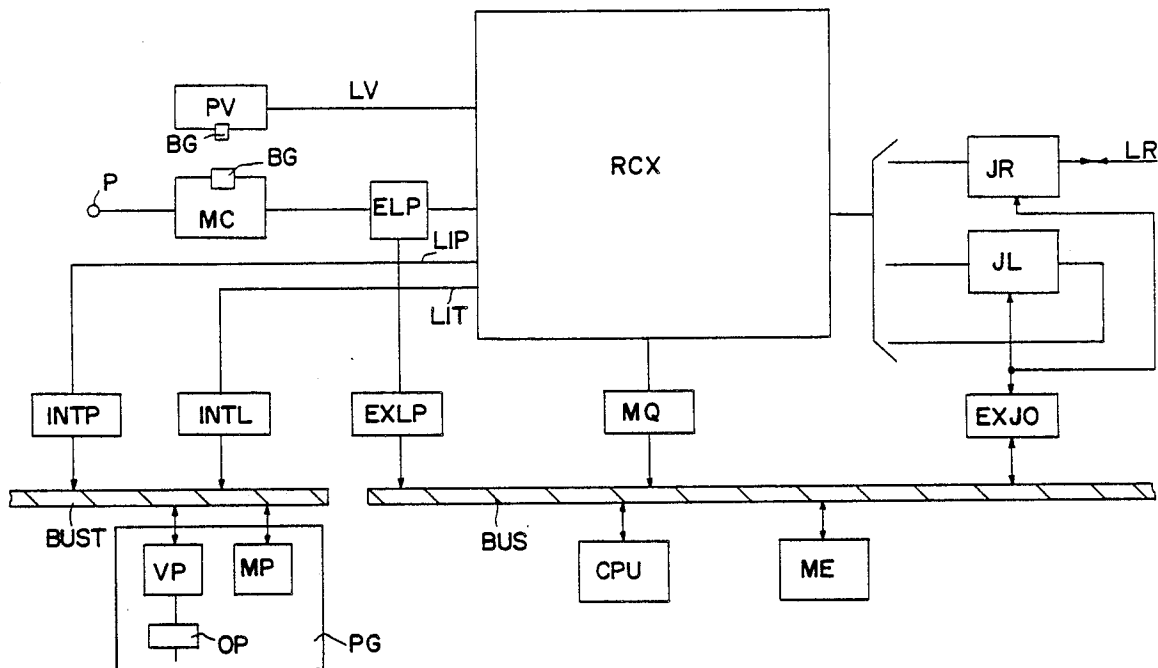 LV
PV
BG
BG
RCX
P
MC
ELP
JR
LR
LIP
JL
LIT
INTP
INTL
EXLP
MQ
EXJO
BUST
BUS
VP
MP
CPU
ME
OP
PG